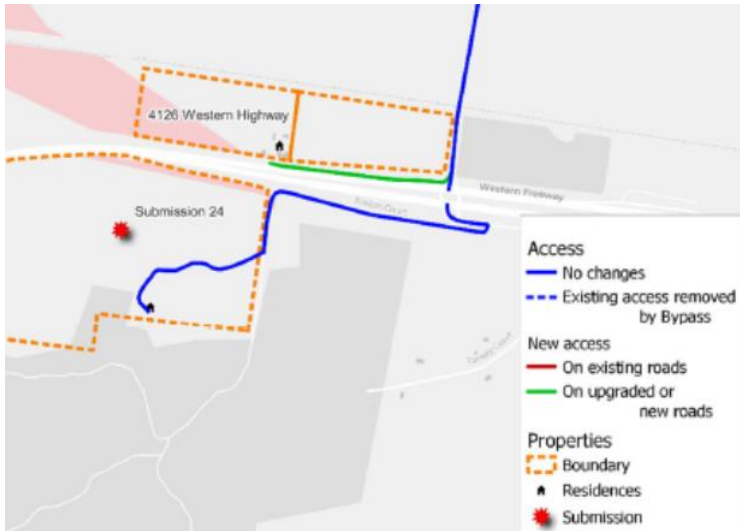 4126 Western Highway
Western Freeway
Submission 24
Access
No changes
Existing access removed
by Bypass
New access
On existing roads
On upgraded or
new roads
Properties
Boundary
Residences
Submission